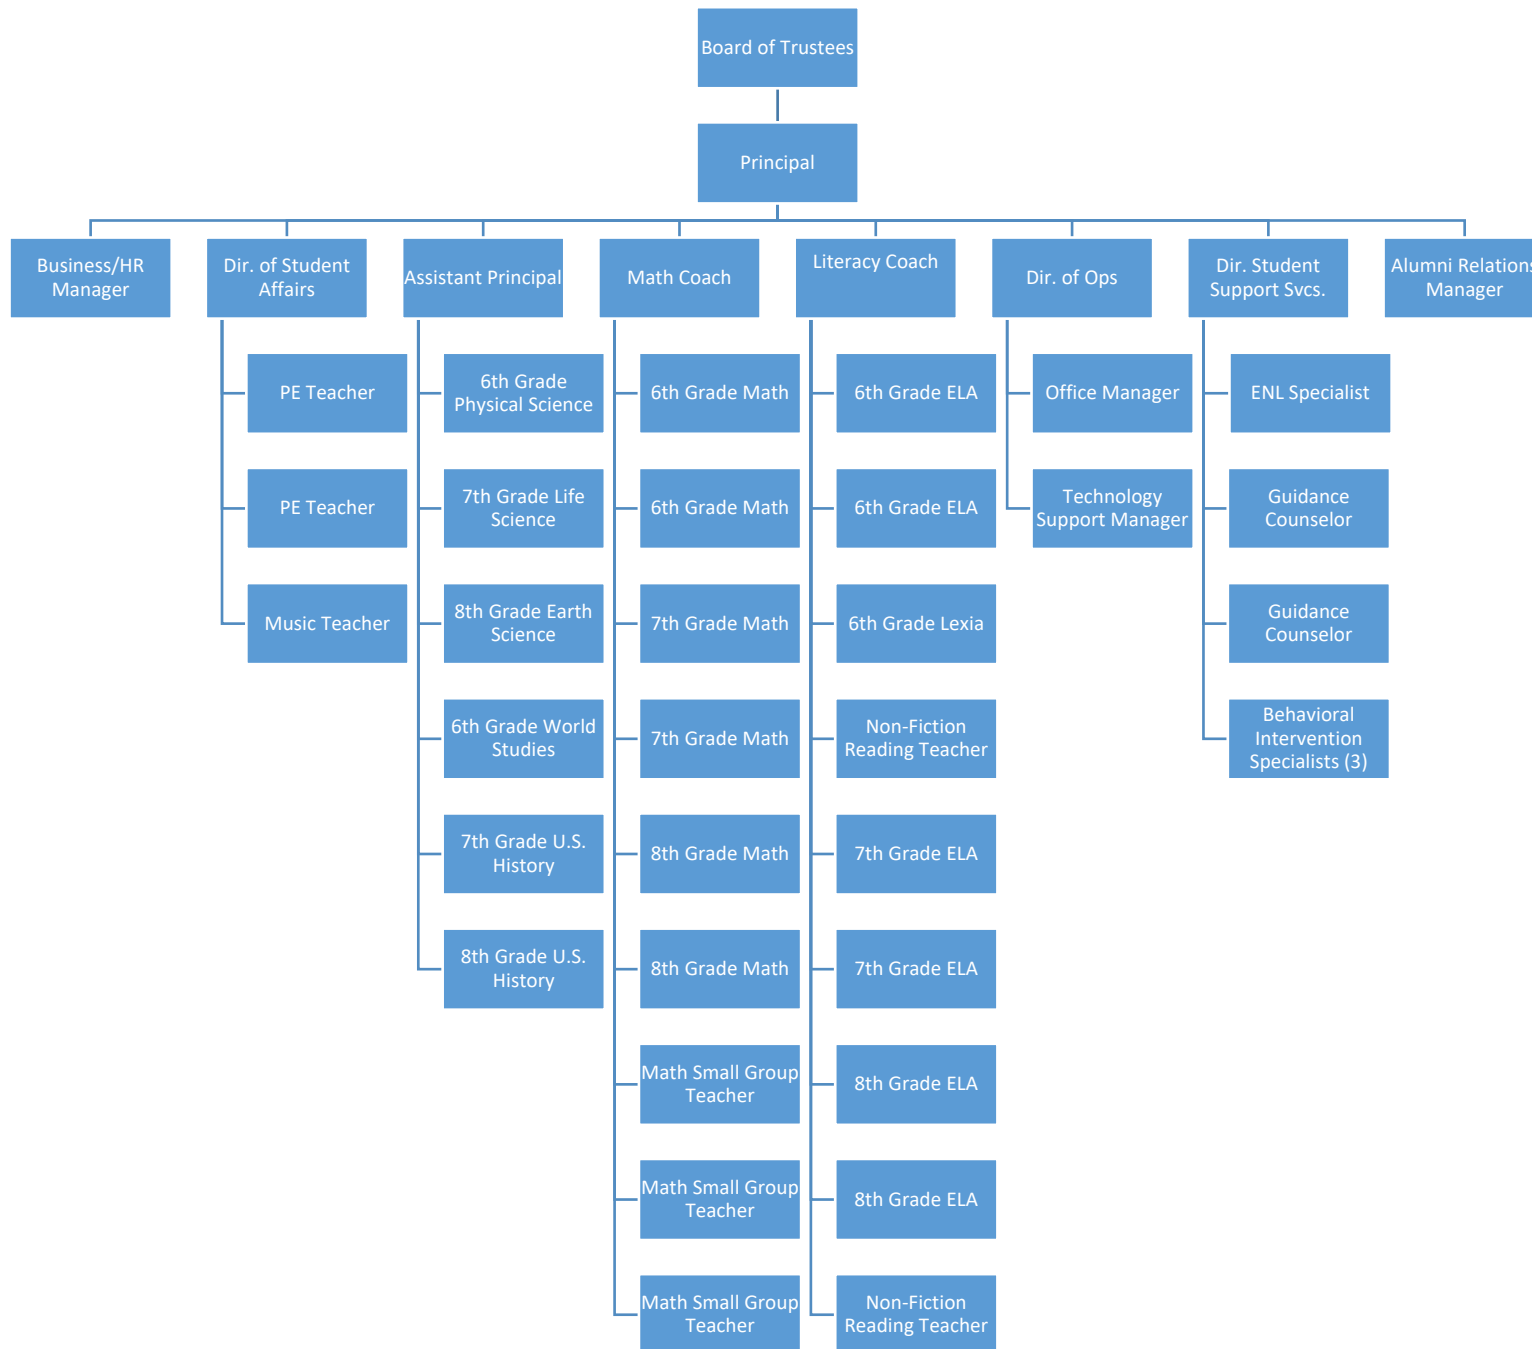 Board of Trustees
Principal
Business/HR
Manager
Dir. of Student
Affairs
Assistant Principal
Math Coach
Literacy Coach
Dir. of Ops
Dir. Student
Support Svcs.
Alumni Relations
Manager
PE Teacher
PE Teacher
Music Teacher
6th Grade
Physical Science
7th Grade Life
Science
8th Grade Earth
Science
6th Grade World
Studies
7th Grade U.S.
History
8th Grade U.S.
History
6th Grade Math
6th Grade Math
7th Grade Math
7th Grade Math
8th Grade Math
8th Grade Math
Math Small Group
Teacher
Math Small Group
Teacher
Math Small Group
Teacher
6th Grade ELA
6th Grade ELA
6th Grade Lexia
Non-Fiction
Reading Teacher
7th Grade ELA
7th Grade ELA
8th Grade ELA
8th Grade ELA
Non-Fiction
Reading Teacher
Office Manager
Technology
Support Manager
ENL Specialist
Guidance
Counselor
Guidance
Counselor
Behavioral
Intervention
Specialists (3)